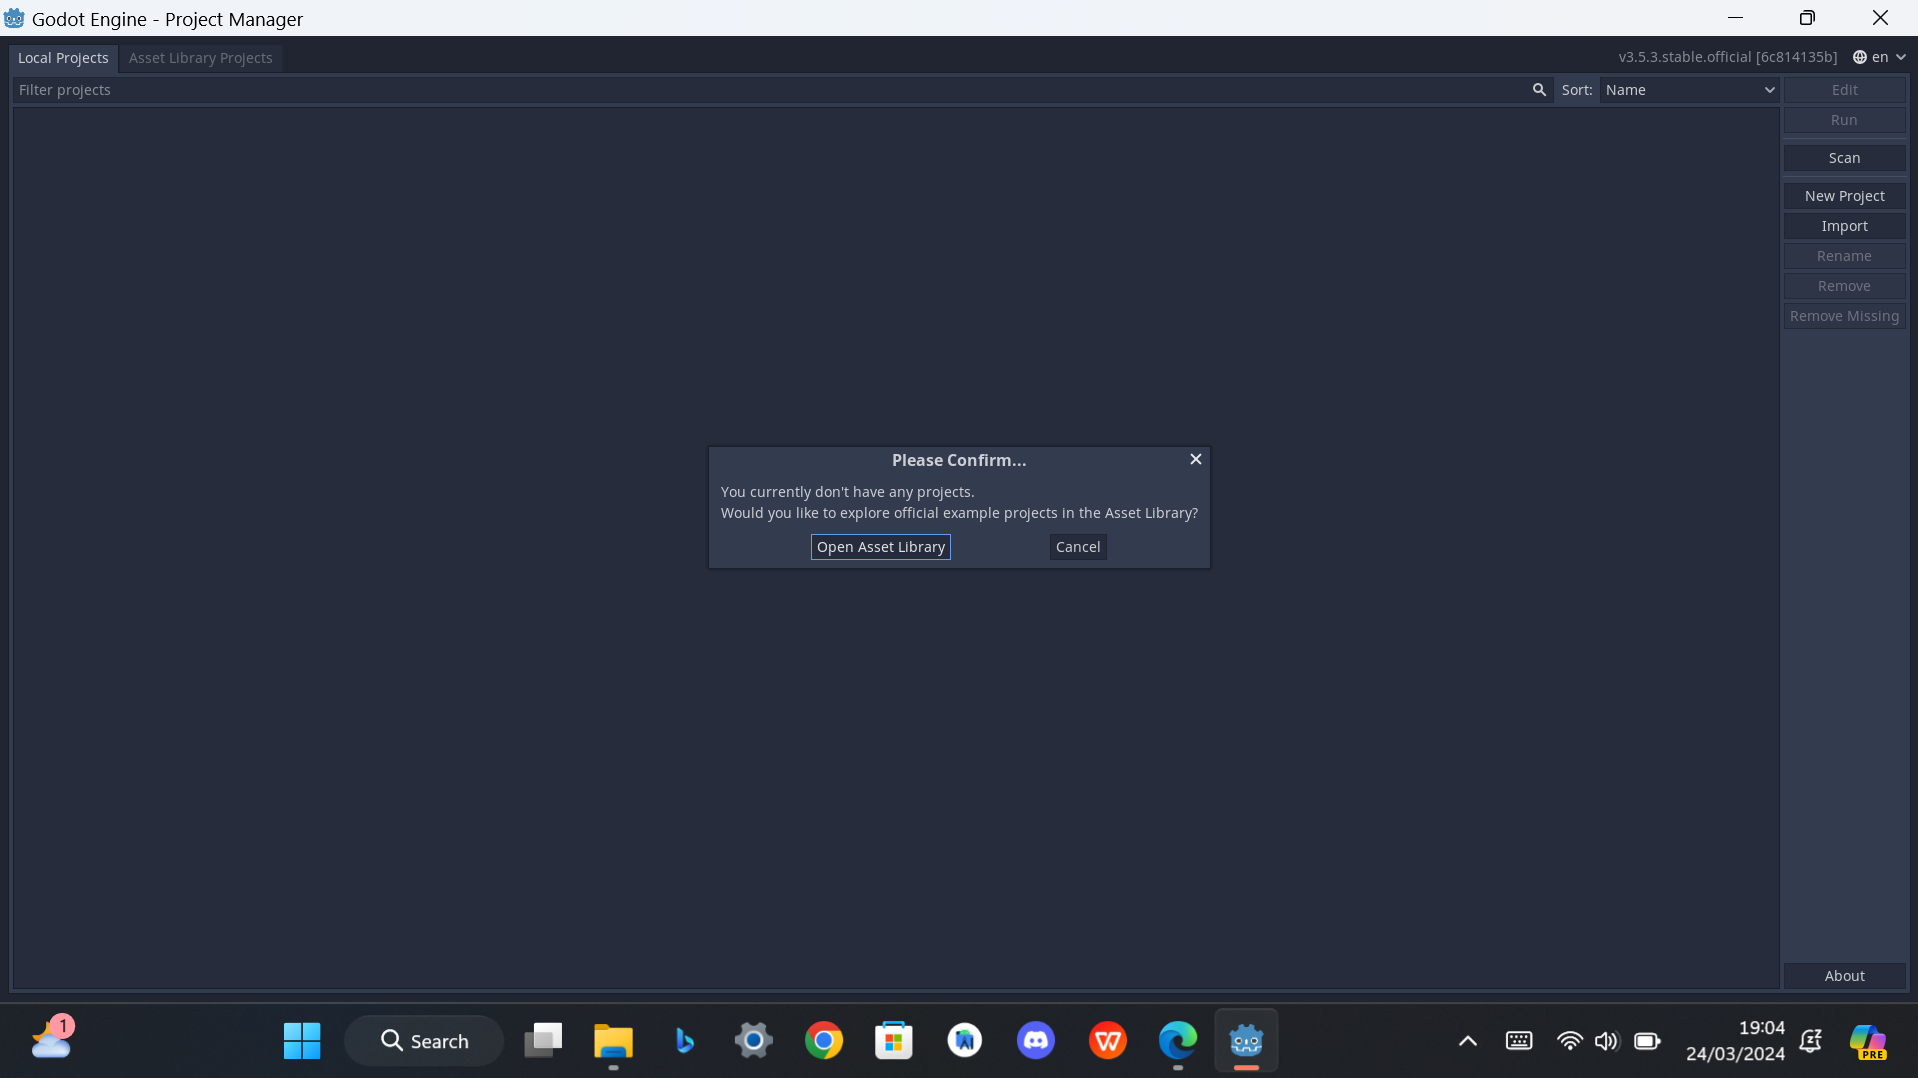 Godot Engine - Project Manager
Local Projects
Asset Library Projects
v3.5.3.stable.official [6c814135b]
en
Filter projects
Sort:
Name
Edit
Run
Scan
New Project
Import
Rename
Remove
Remove Missing
Please Confirm...
You currently don't have any projects.
Would you like to explore official example projects in the Asset Library?
Open Asset Library
Cancel
About
1
Search
19:04
24/03/2024
PRE